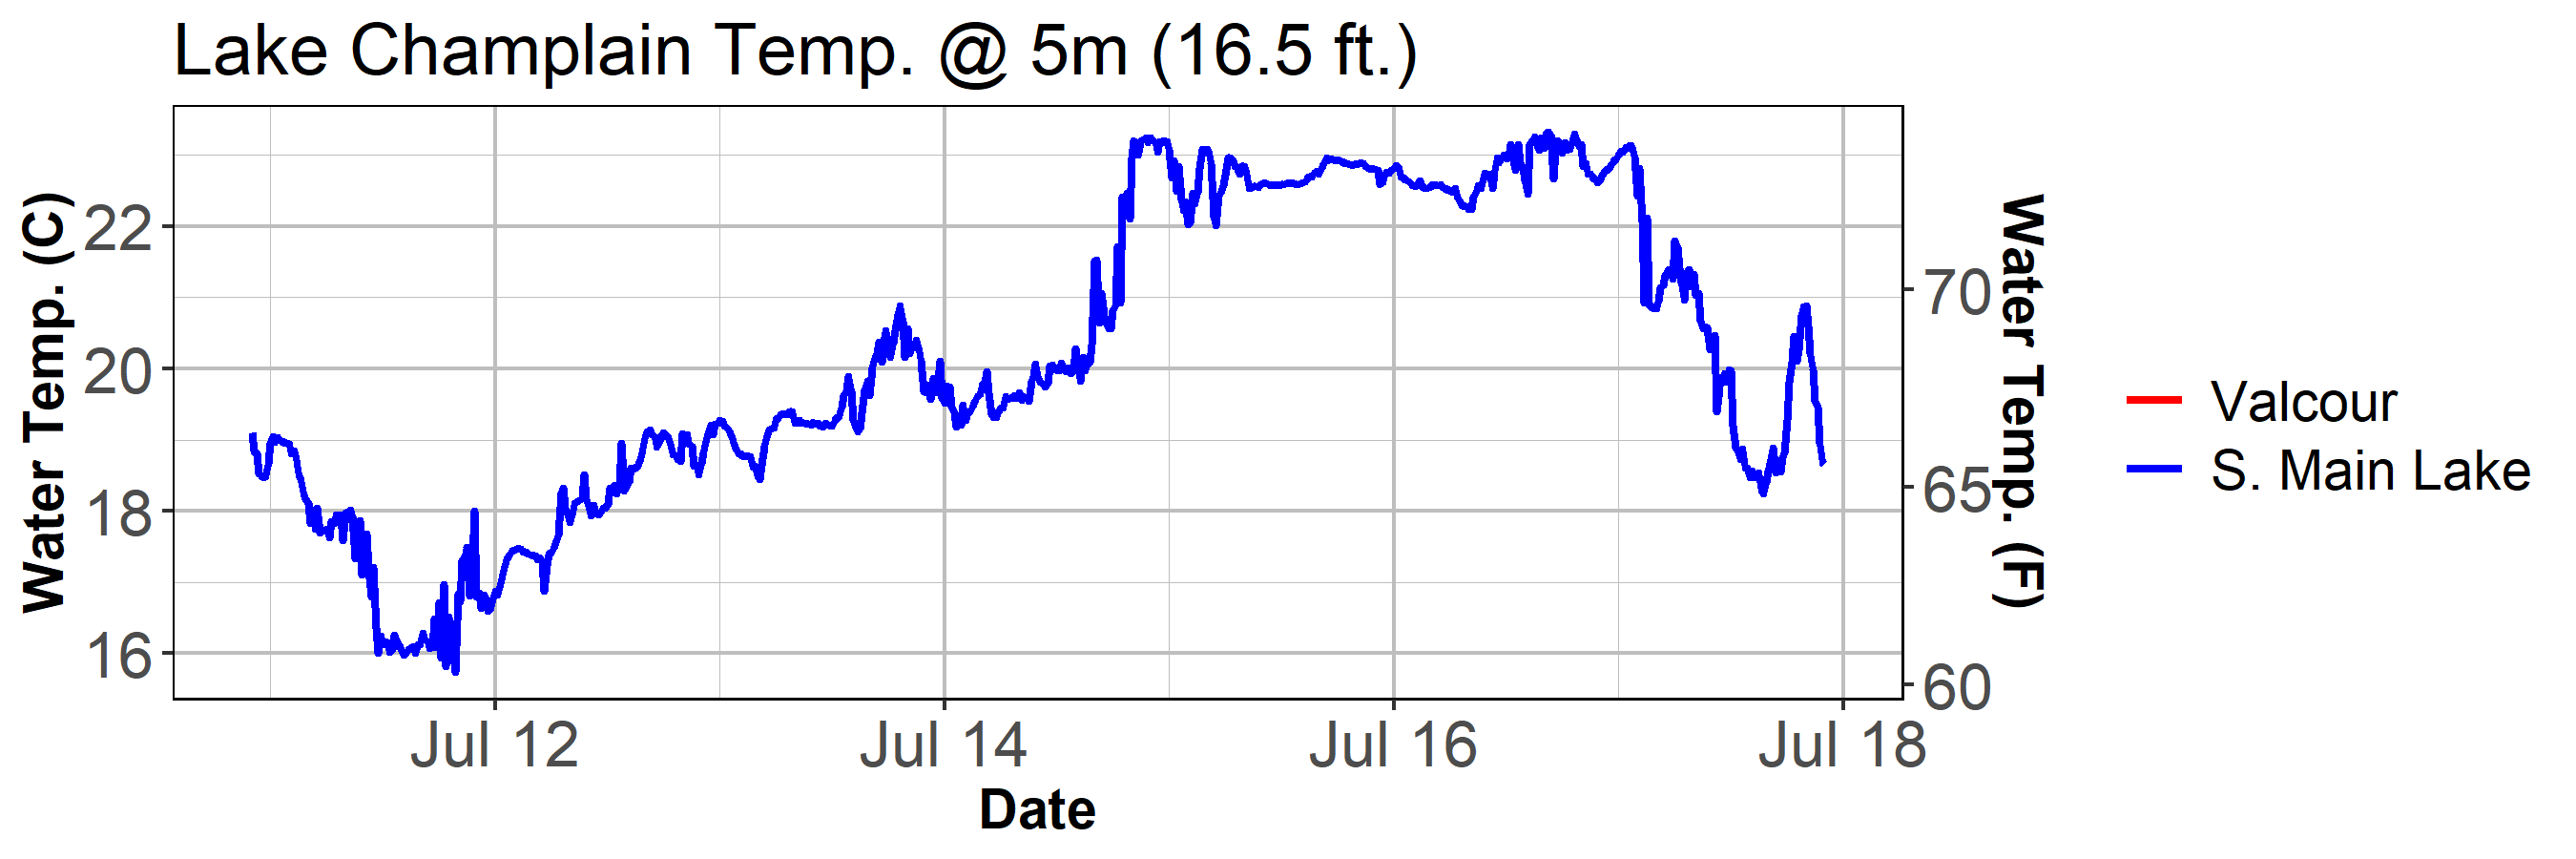 Lake Champlain Temp. @ 5m (16.5 ft.)
Water Temp. (C)
22
20
18
16
70
65
60
Water Temp. (F)
Jul 12
Jul 14
Jul 16
Jul 18
Date
Valcour
S. Main Lake